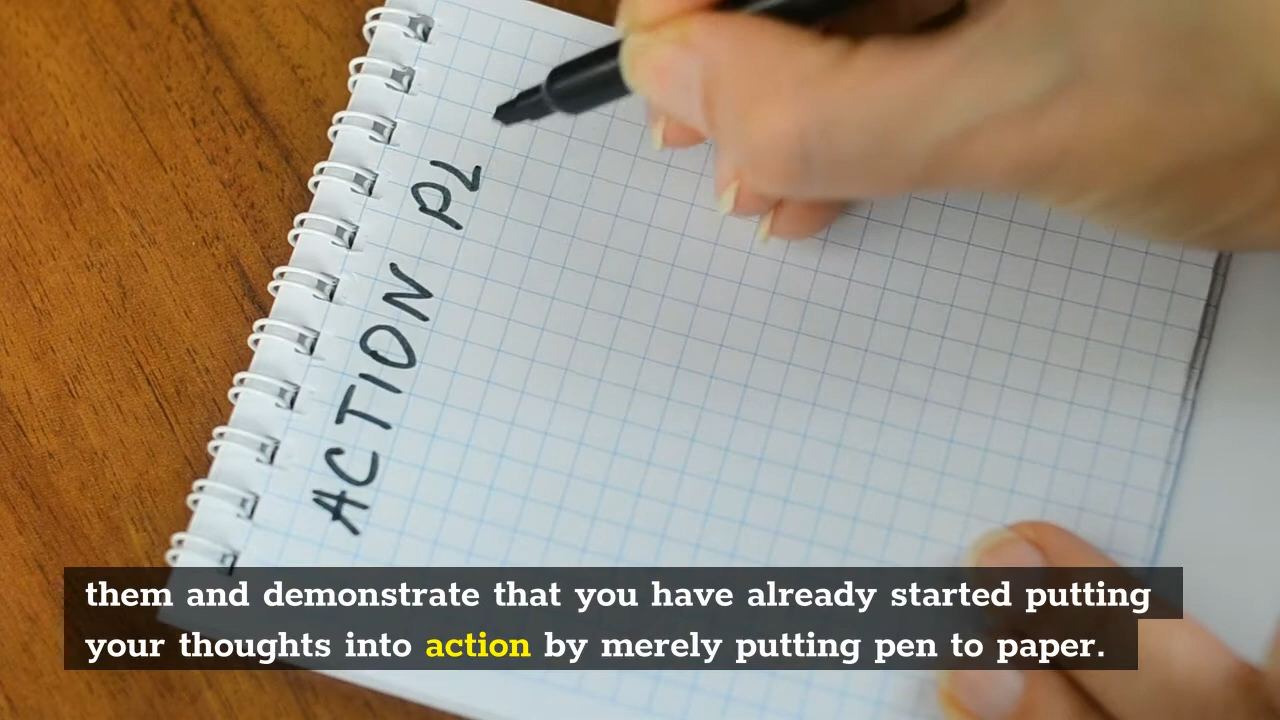 ACTION PL
them and demonstrate that you have already started putting
your thoughts into action by merely putting pen to paper.